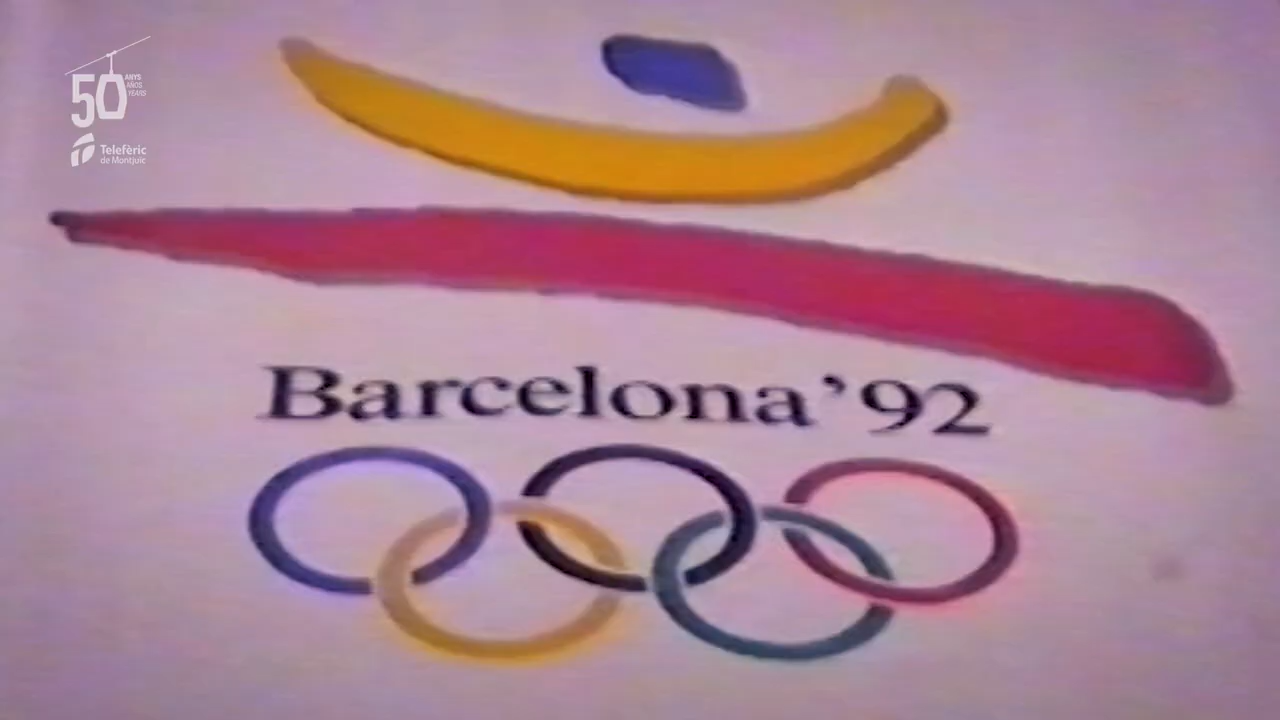 50
ANYS
AÑOS
YEARS
Telefèric
de Montjuïc
Barcelona '92